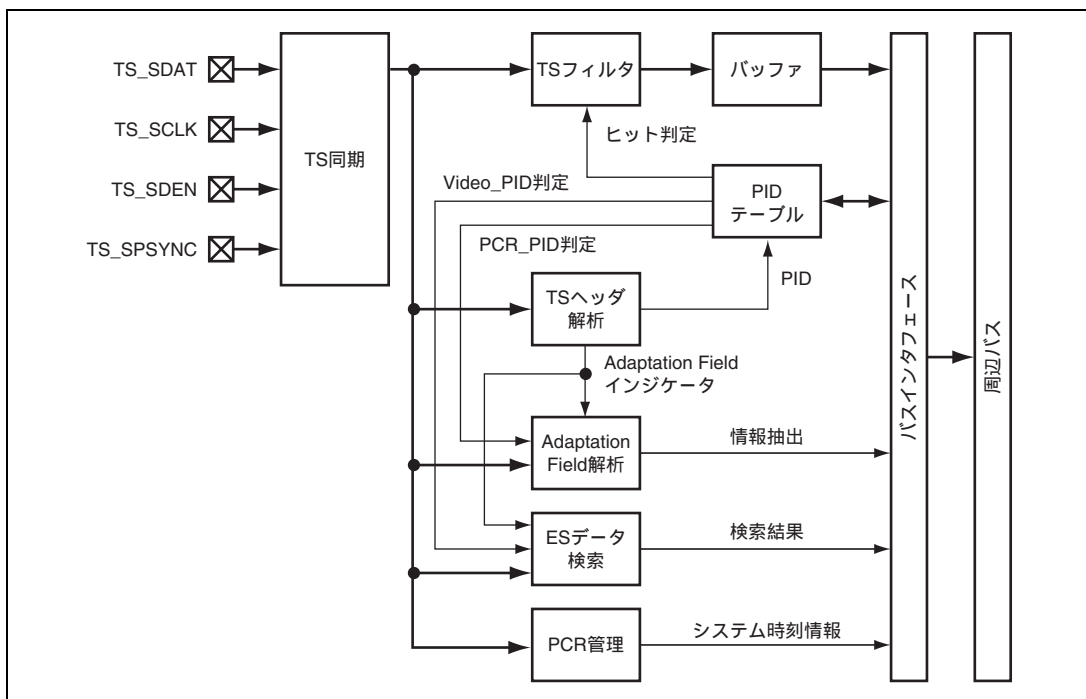 TS_SDAT
TS_SCLK
TS_SDEN
TS_SPSYNC
TS同期
TSフィルタ
バッファ
ヒット判定
Video_PID判定
PID
テーブル
PCR_PID判定
PID
TSヘッダ
解析
Adaptation Field
インジケータ
Adaptation
Field解析
情報抽出
ESデータ
検索
検索結果
PCR管理
システム時刻情報
バスインタフェース
周辺バス